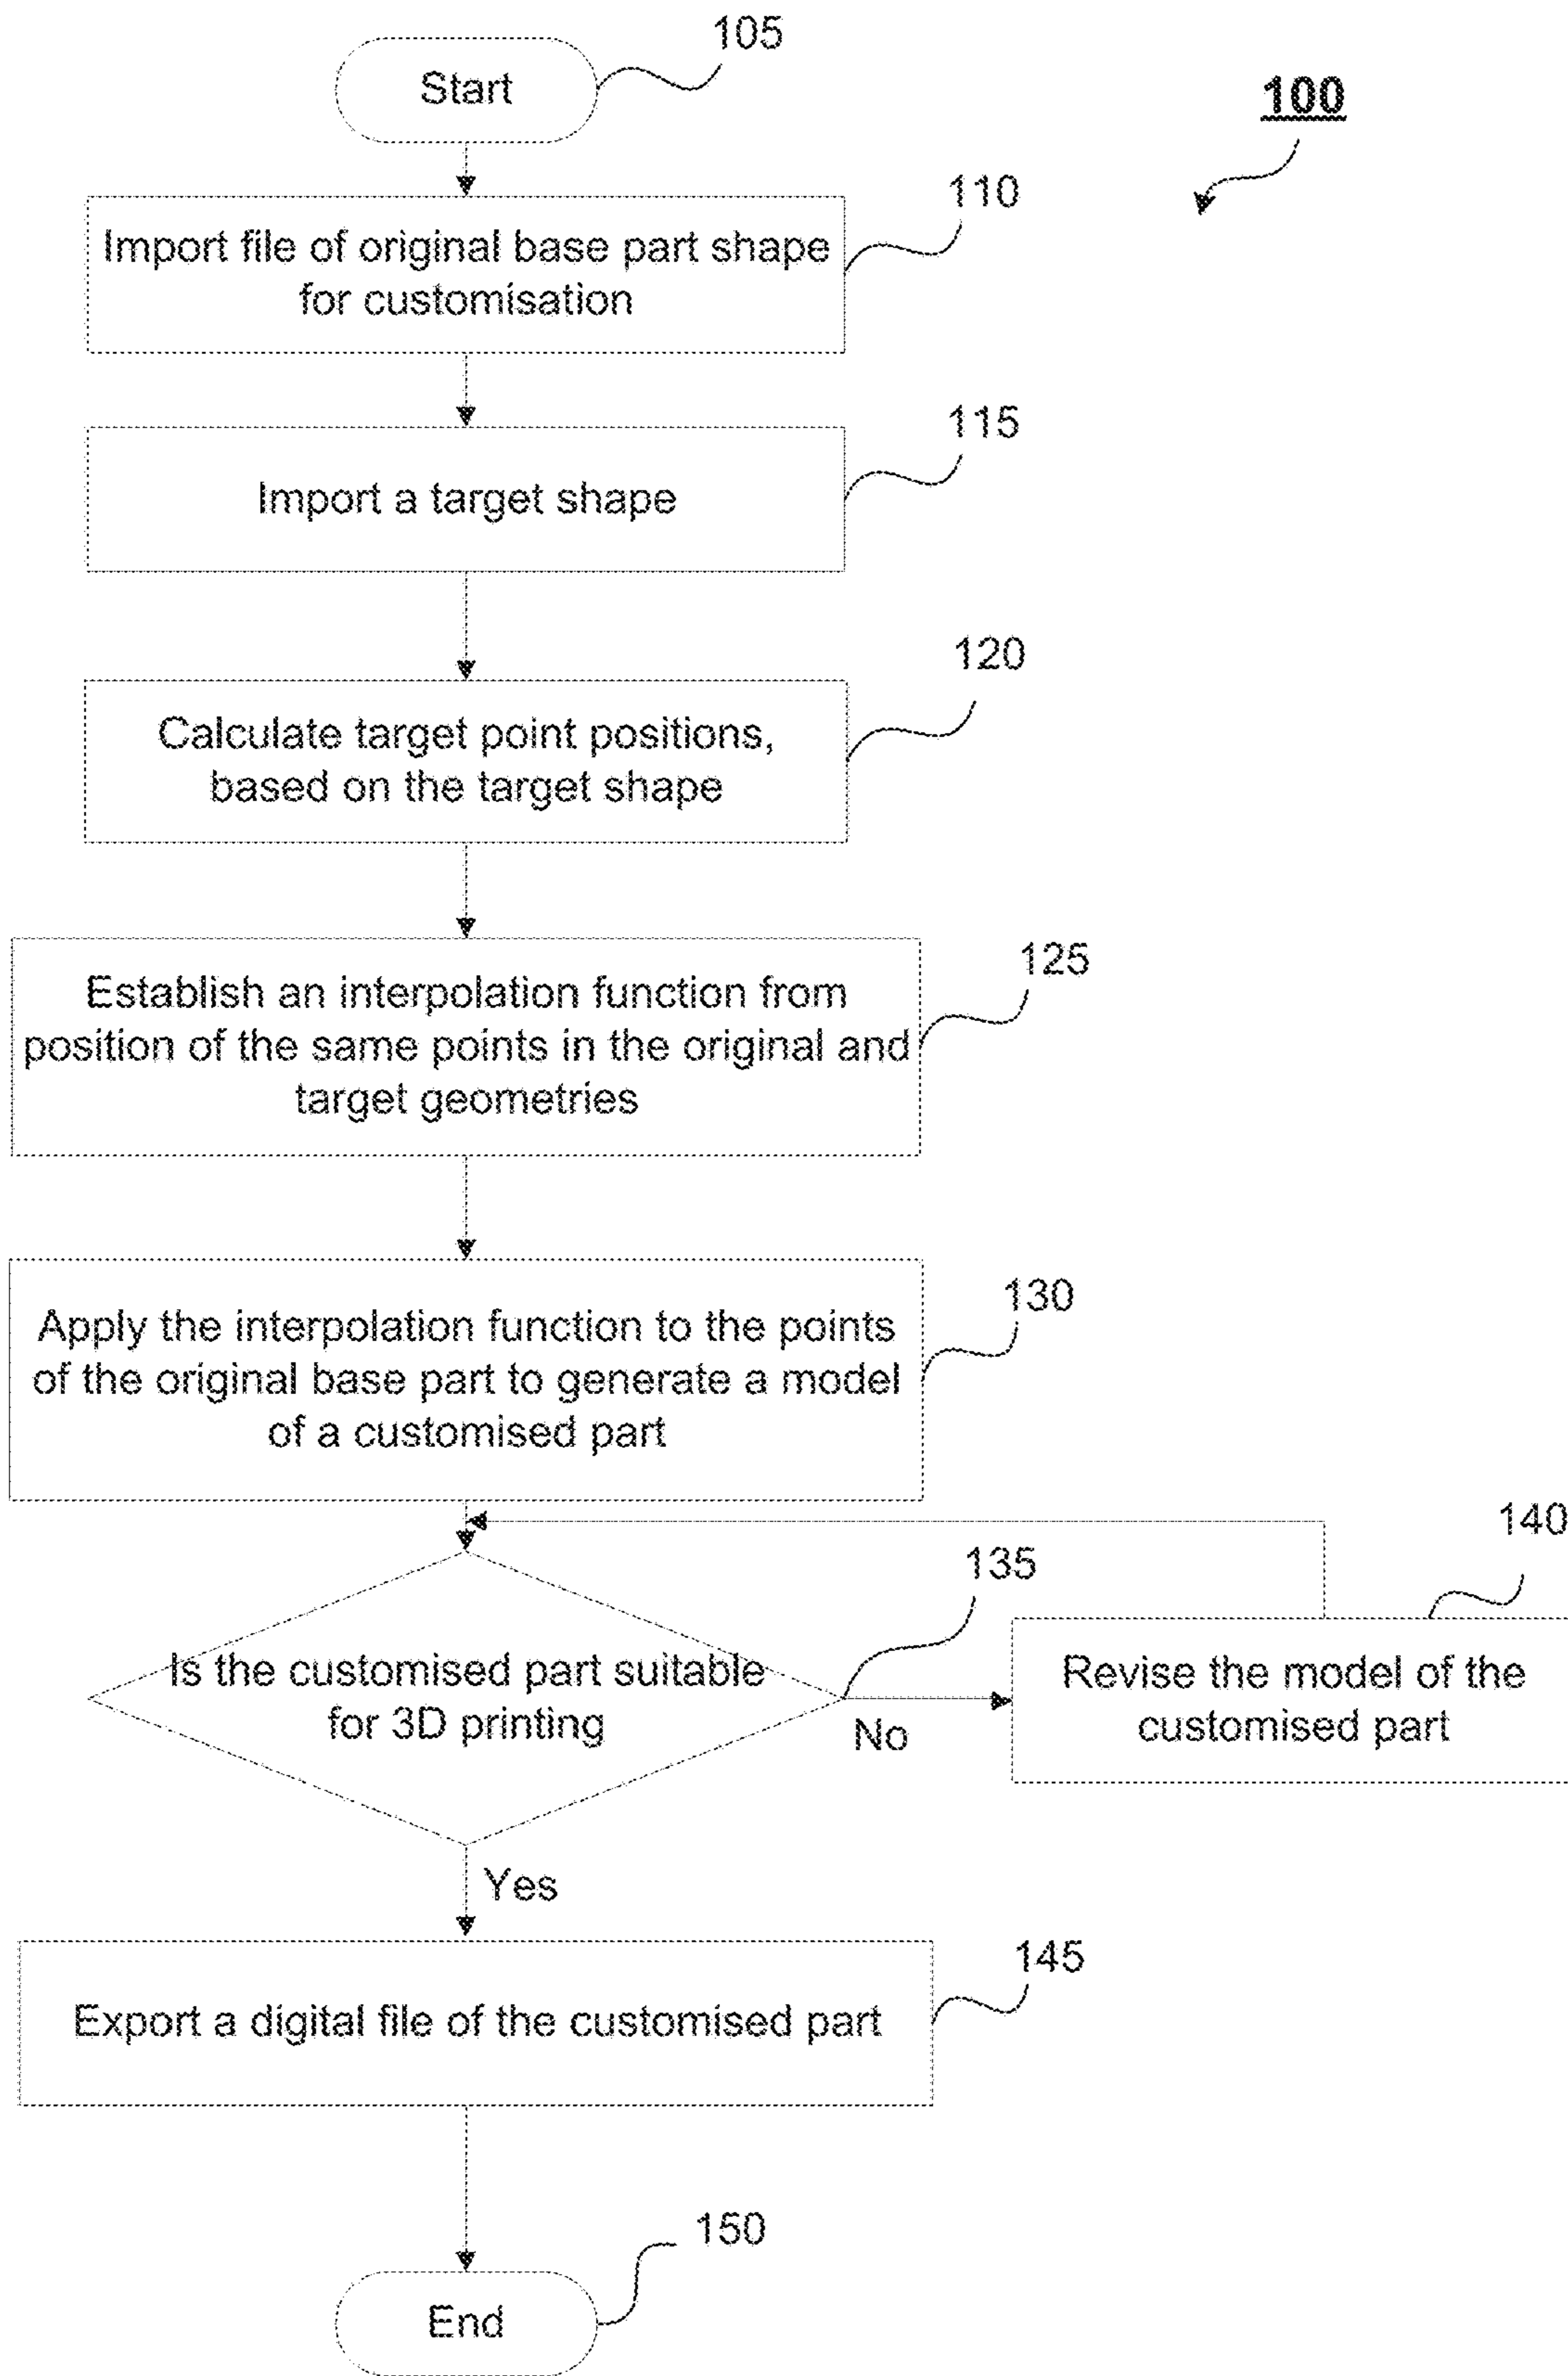 105
Start
100
110
Import file of original base part shape
for customisation
115
Import a target shape
120
Calculate target point positions,
based on the target shape
125
Establish an interpolation function from
position of the same points in the original and
target geometries
130
Apply the interpolation function to the points
of the original base part to generate a model
of a customised part
140
135
Is the customised part suitable
for 3D printing
No
Revise the model of the
customised part
Yes
145
Export a digital file of the customised part
150
End